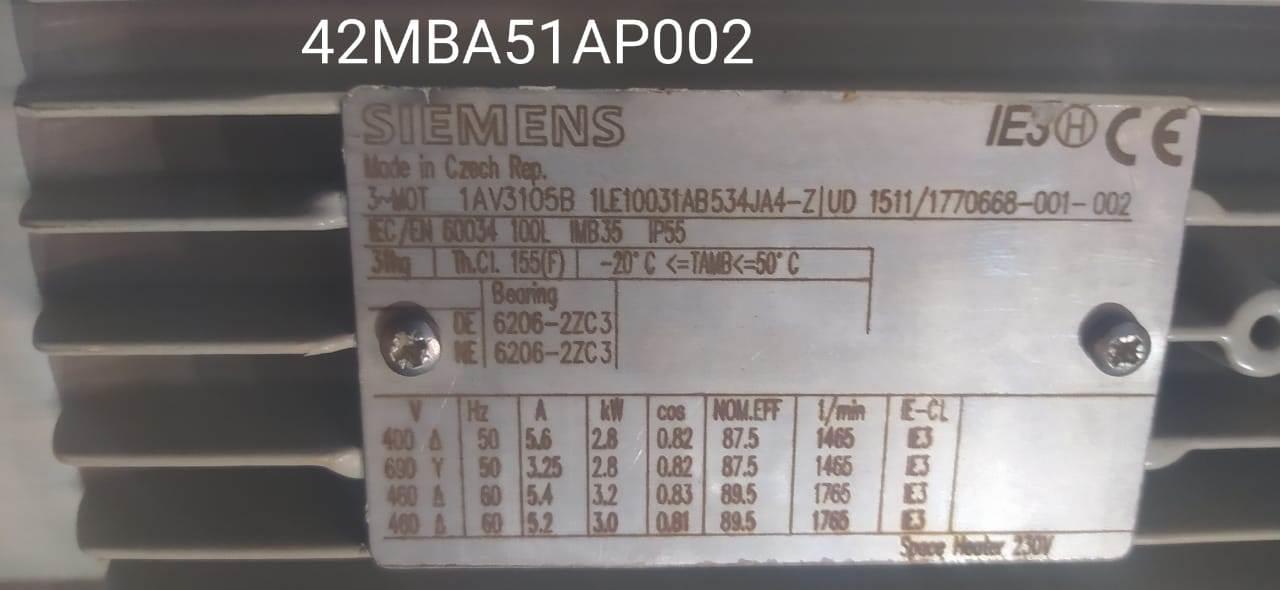 42MBA51AP002
SIEMENS IE3 H CE
Made in Czech Rep.
3~MOT 1AV3105B 1LE10031AB534JA4-Z UD 1511/1770668-001-002
IEC/EN 60034 100L IMB35 IP55
Th.Cl. 155(F) -20°C <=TAMB<=50°C
Bearing
DE 6206-2ZC3
NE 6206-2ZC3
V Hz A kW cos NOM.EFF 1/min IE-CL
400 Δ 50 5.6 2.8 0.82 87.5 1465 IE3
690 Y 50 3.25 2.8 0.82 87.5 1465 IE3
460 Δ 60 5.4 3.2 0.83 89.5 1765 IE3
460 Δ 60 5.2 3.0 0.81 89.5 1765 IE3
Space Heater 230V